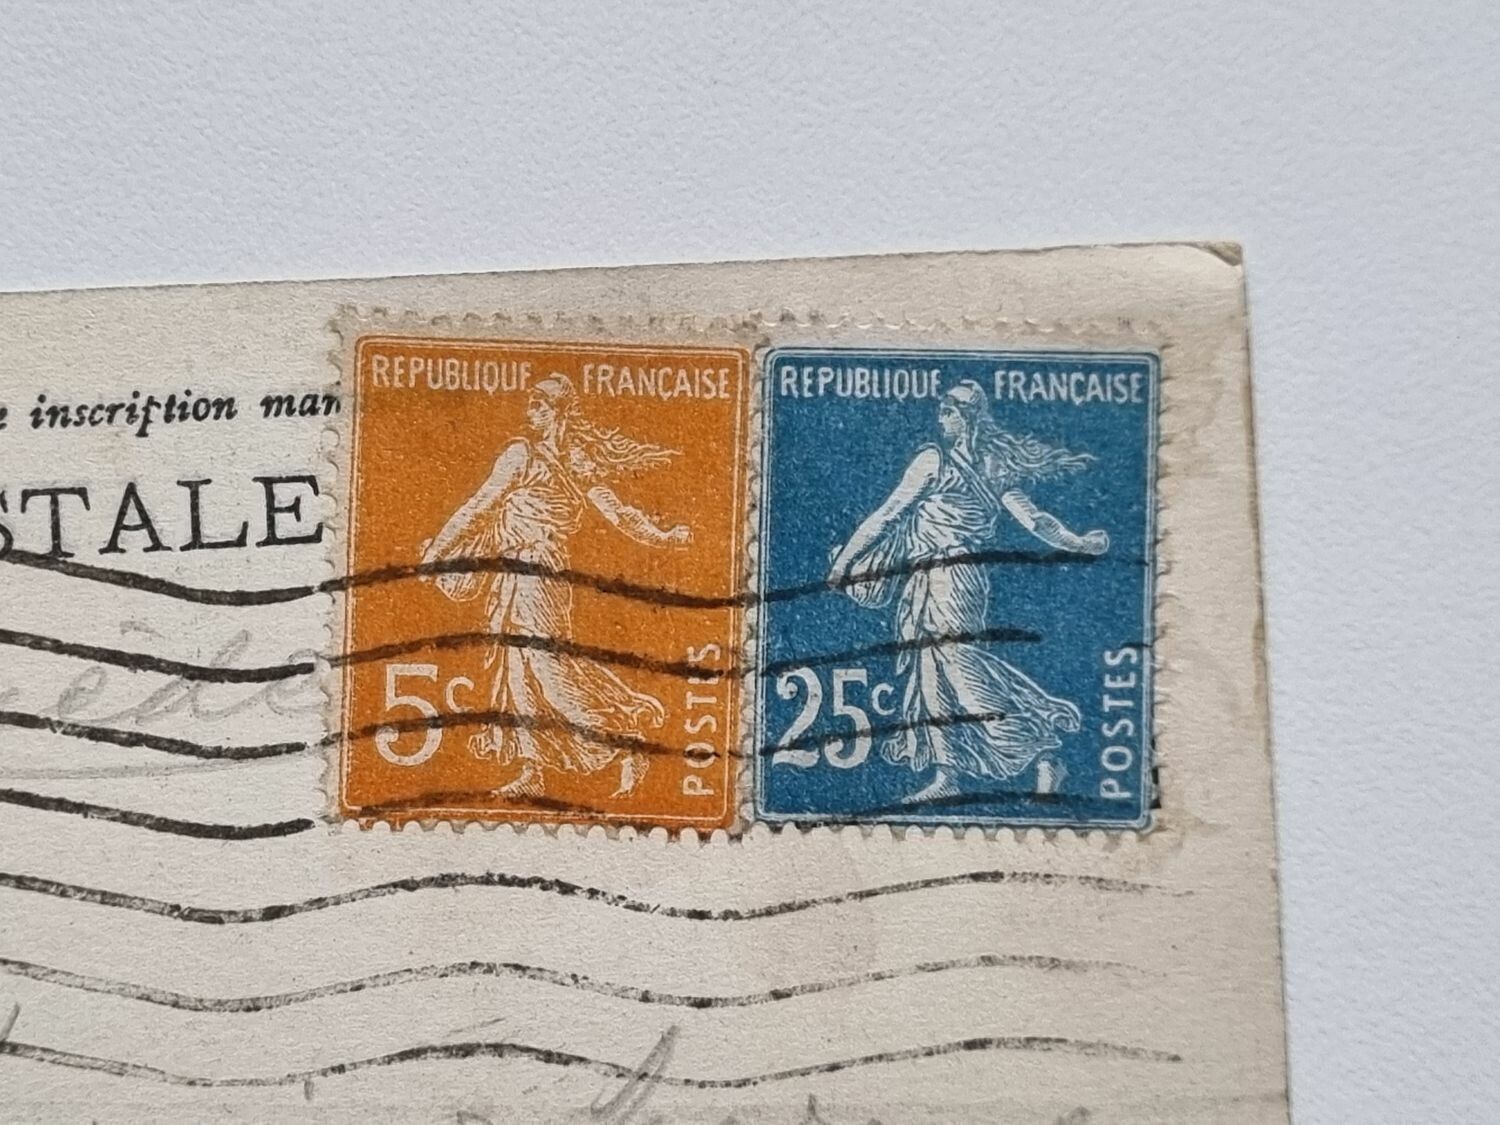 REPUBLIQUE FRANÇAISE
5c
POSTES
REPUBLIQUE FRANÇAISE
25c
POSTES
inscription man
STALE